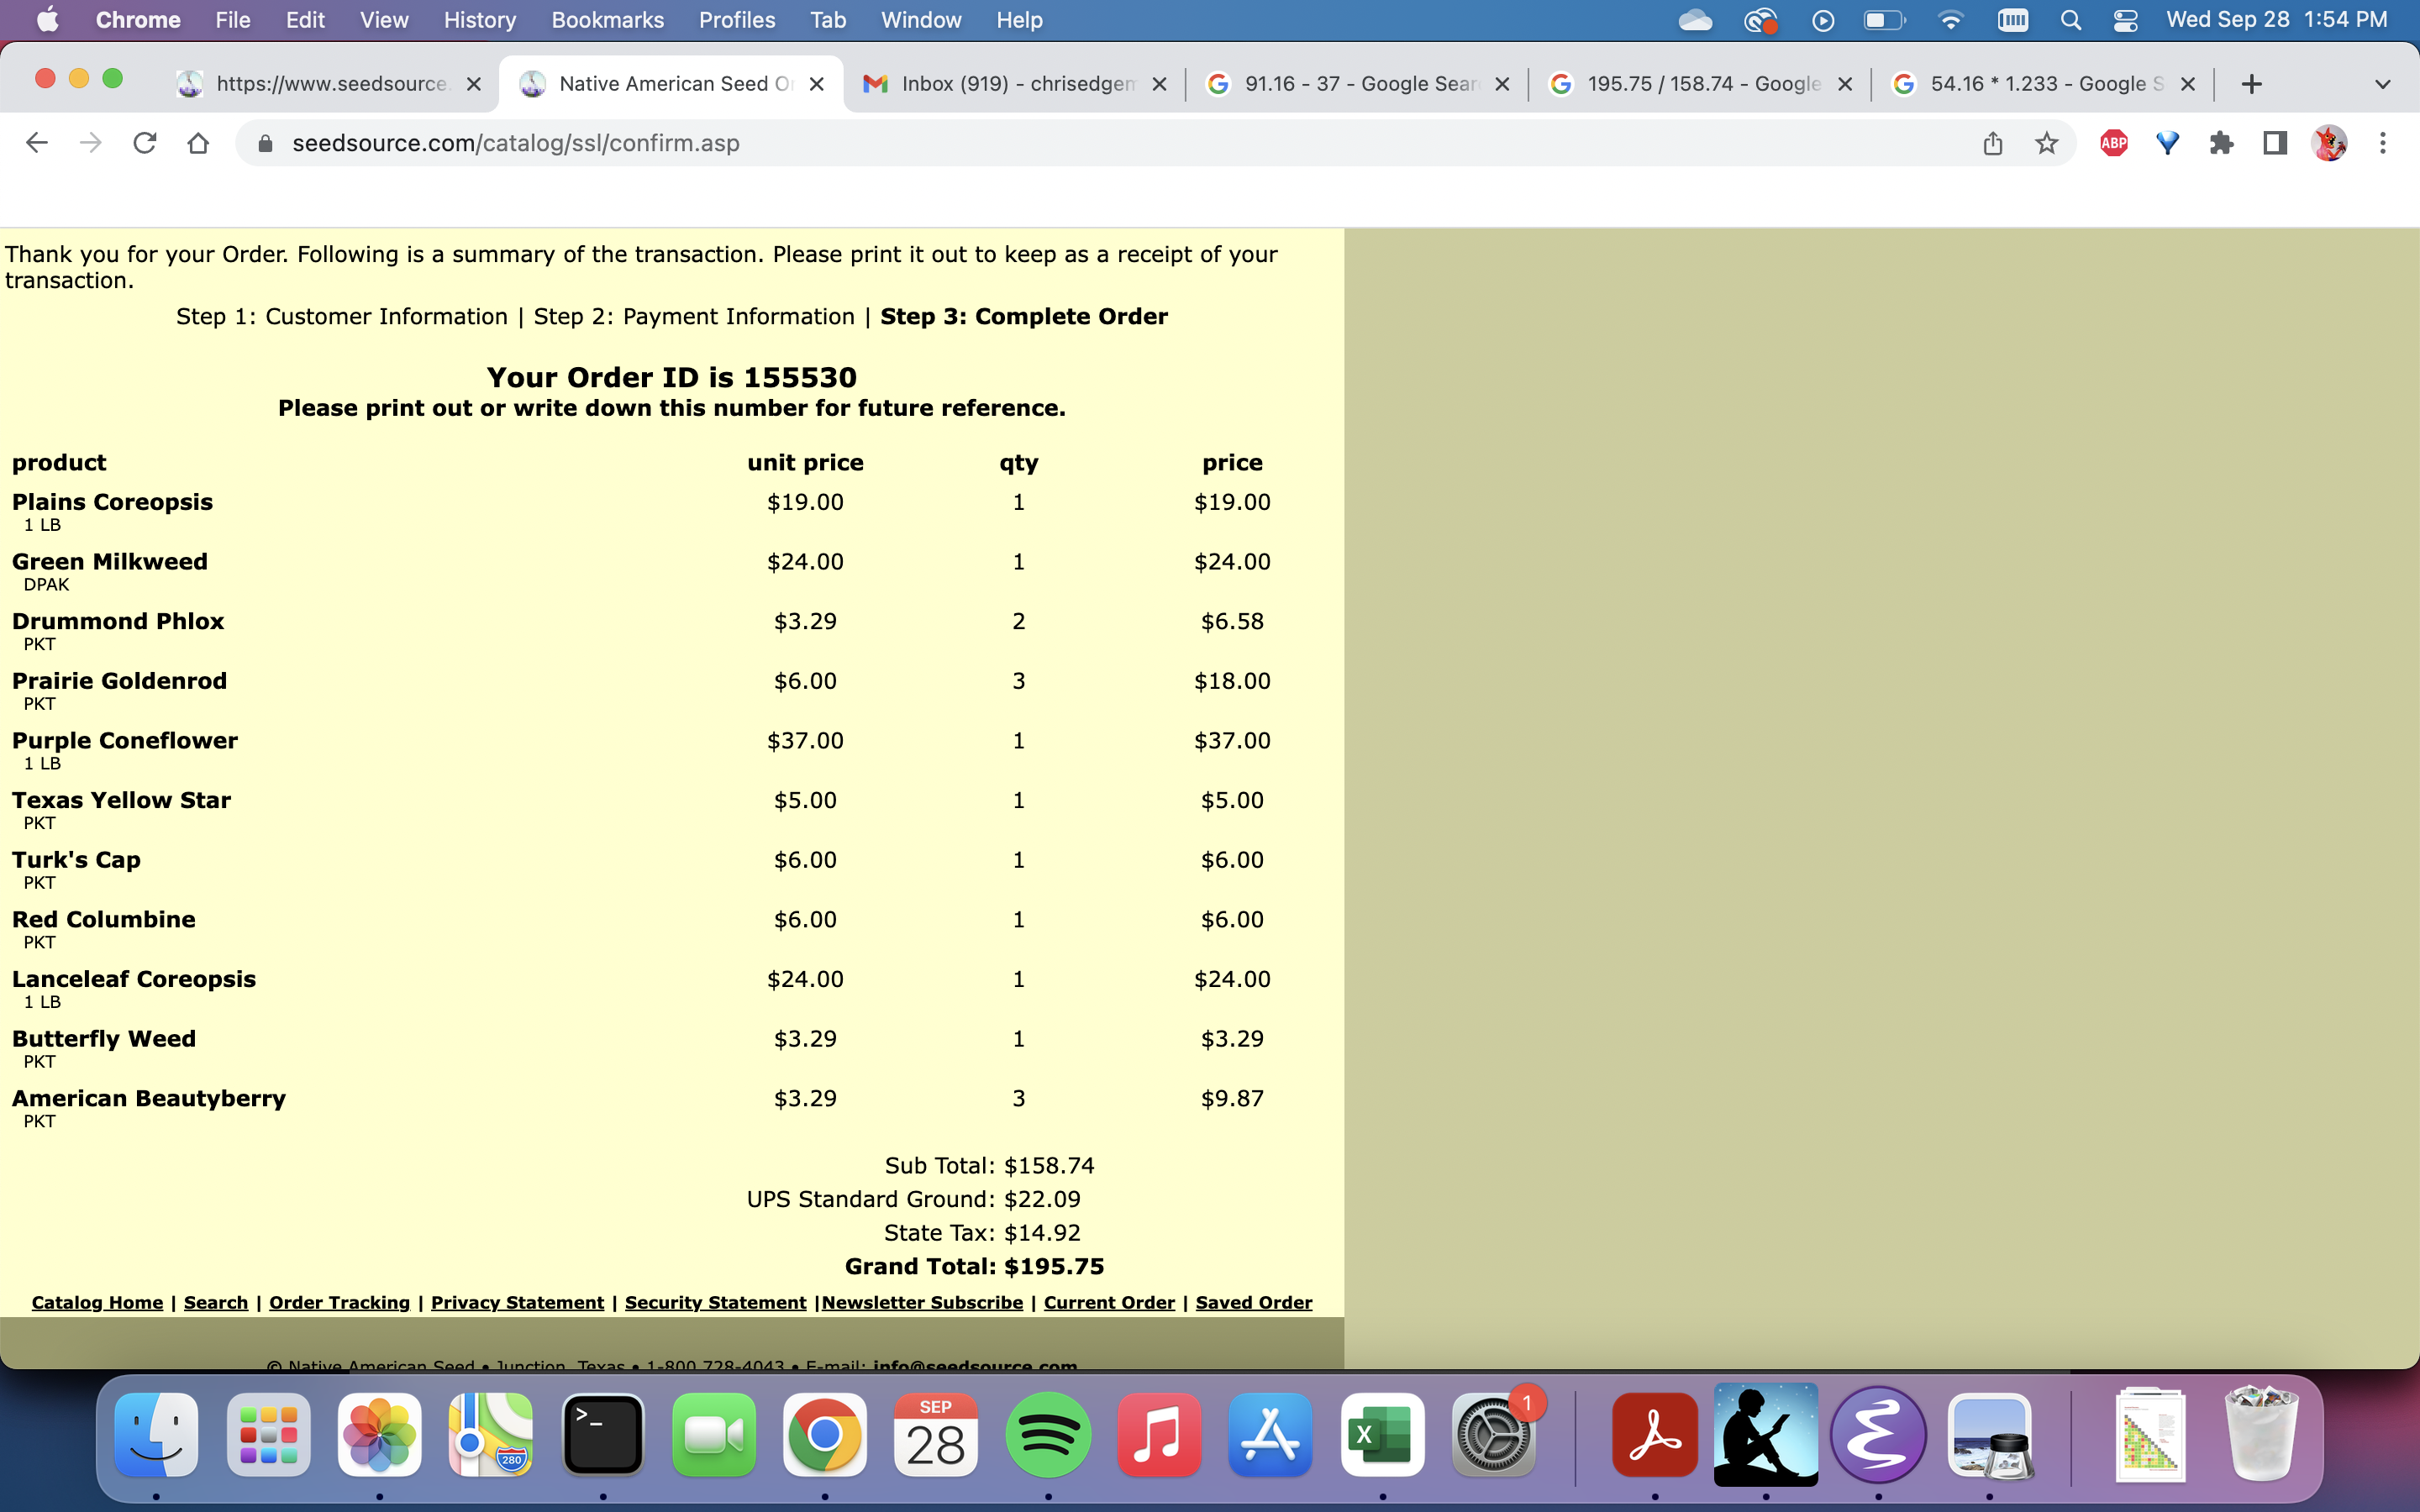 Chrome File Edit View History Bookmarks Profiles Tab Window Help Wed Sep 28 1:54 PM
https://www.seedsource. Native American Seed Or Inbox (919) - chrisedgem 91.16 - 37 - Google Sear 195.75 / 158.74 - Google 54.16 * 1.233 - Google S
seedsource.com/catalog/ssl/confirm.asp ABP
Thank you for your Order. Following is a summary of the transaction. Please print it out to keep as a receipt of your
transaction.
Step 1: Customer Information | Step 2: Payment Information | Step 3: Complete Order
Your Order ID is 155530
Please print out or write down this number for future reference.
product unit price qty price
Plains Coreopsis $19.00 1 $19.00
1 LB
Green Milkweed $24.00 1 $24.00
DPAK
Drummond Phlox $3.29 2 $6.58
PKT
Prairie Goldenrod $6.00 3 $18.00
PKT
Purple Coneflower $37.00 1 $37.00
1 LB
Texas Yellow Star $5.00 1 $5.00
PKT
Turk's Cap $6.00 1 $6.00
PKT
Red Columbine $6.00 1 $6.00
PKT
Lanceleaf Coreopsis $24.00 1 $24.00
1 LB
Butterfly Weed $3.29 1 $3.29
PKT
American Beautyberry $3.29 3 $9.87
PKT
Sub Total: $158.74
UPS Standard Ground: $22.09
State Tax: $14.92
Grand Total: $195.75
Catalog Home | Search | Order Tracking | Privacy Statement | Security Statement |Newsletter Subscribe | Current Order | Saved Order
© Native American Seed • Junction, Texas • 1-800 728-4043 • E-mail: info@seedsource.com
SEP
28
280
1
X